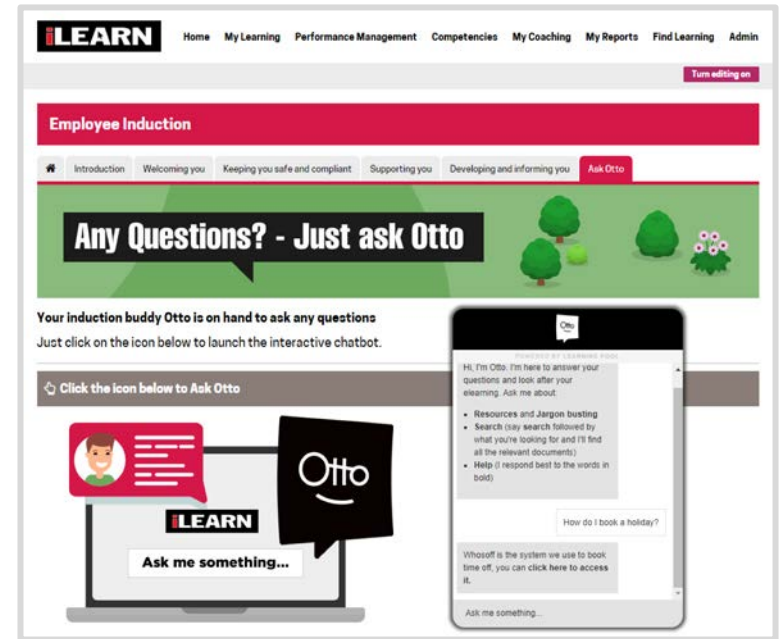 iLEARN
Home My Learning Performance Management Competencies My Coaching My Reports Find Learning Admin
Turn editing on
Employee Induction
Introduction Welcoming you Keeping you safe and compliant Supporting you Developing and informing you Ask Otto
Any Questions? - Just ask Otto
Your induction buddy Otto is on hand to ask any questions
Just click on the icon below to launch the interactive chatbot.
Click the icon below to Ask Otto
Otto
iLEARN
Ask me something...
Otto
POWERED BY LEARNING POOL
Hi, I'm Otto. I'm here to answer your
questions and look after your
elearning. Ask me about:
• Resources and Jargon busting
• Search (say search followed by
what you're looking for and I'll find
all the relevant documents)
• Help (I respond best to the words in
bold)
How do I book a holiday?
Whosoff is the system we use to book
time off, you can click here to access
it.
Ask me something...